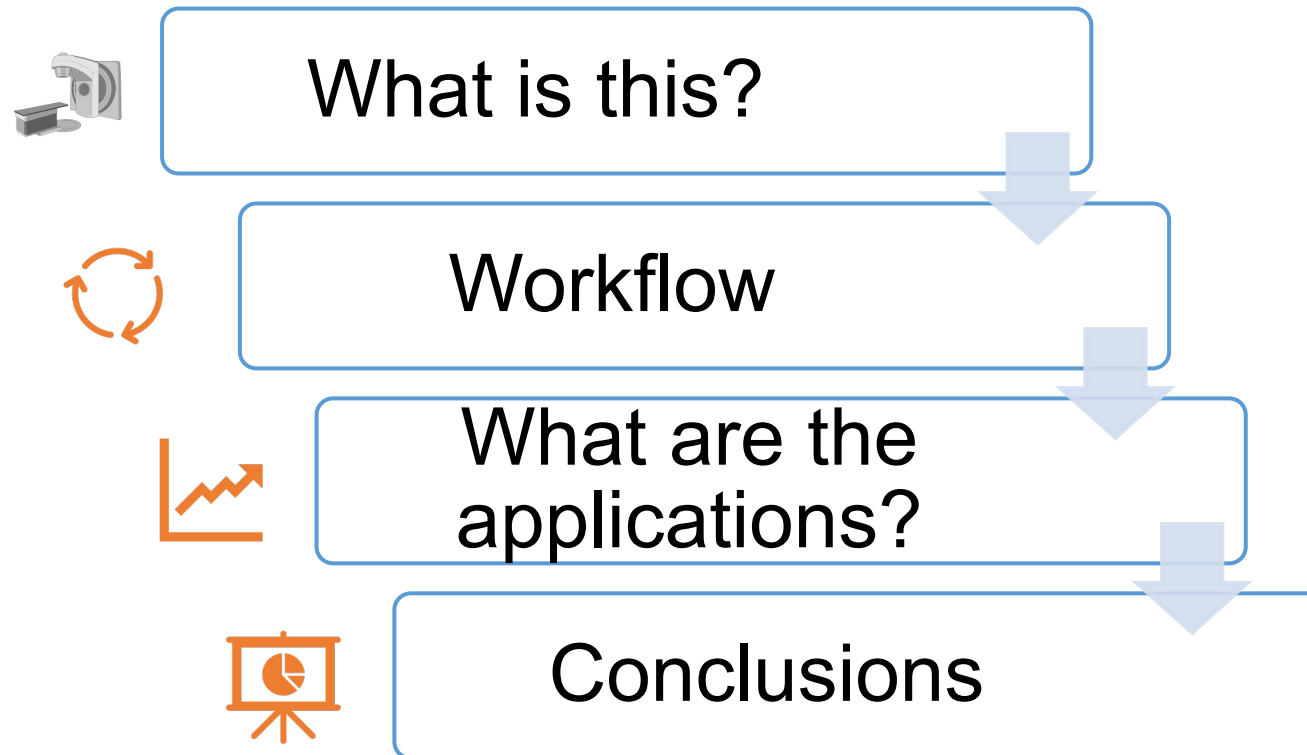 What is this?
Workflow
What are the
applications?
Conclusions